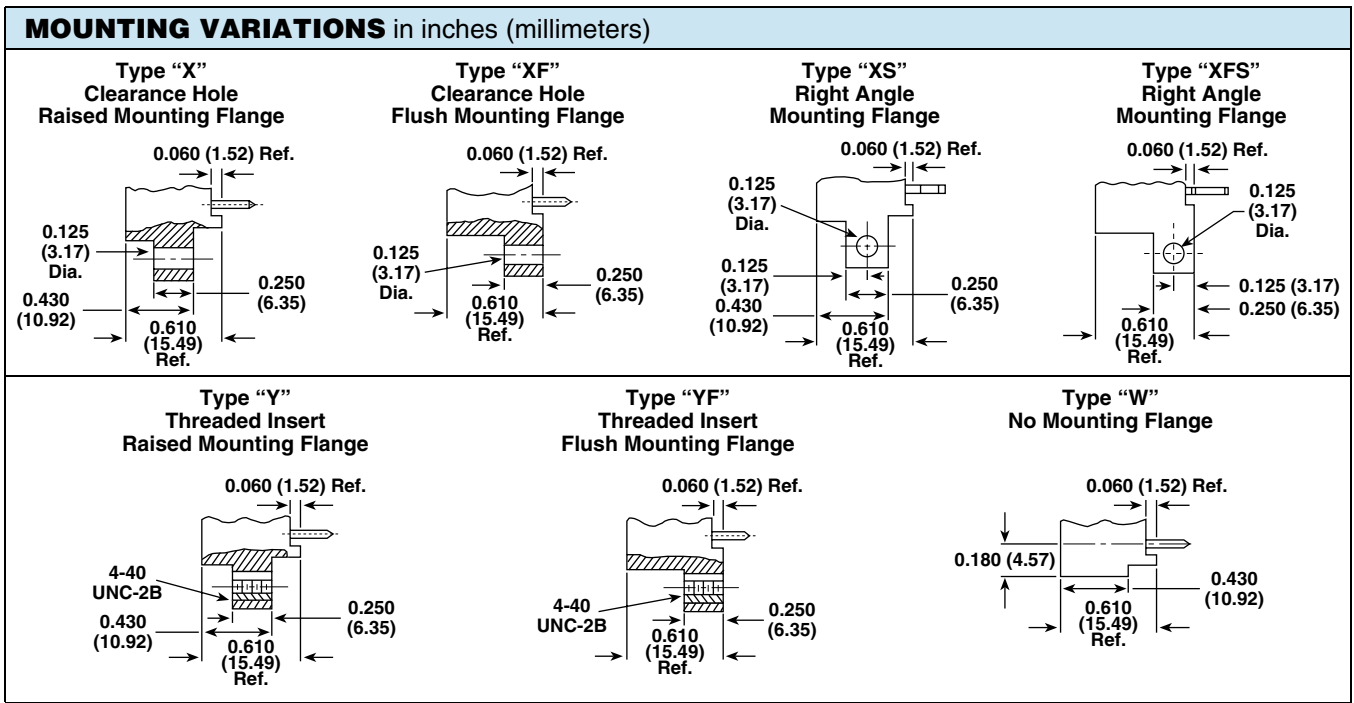 MOUNTING VARIATIONS in inches (millimeters)
Type “X”
Clearance Hole
Raised Mounting Flange
0.060 (1.52) Ref.
0.125
(3.17)
Dia.
0.430
(10.92)
0.610
(15.49)
Ref.
0.250
(6.35)
Type “XF”
Clearance Hole
Flush Mounting Flange
0.060 (1.52) Ref.
0.125
(3.17)
Dia.
0.610
(15.49)
Ref.
0.250
(6.35)
Type “XS”
Right Angle
Mounting Flange
0.060 (1.52) Ref.
0.125
(3.17)
Dia.
0.125
(3.17)
0.430
(10.92)
0.610
(15.49)
Ref.
0.250
(6.35)
Type “XFS”
Right Angle
Mounting Flange
0.060 (1.52) Ref.
0.125
(3.17)
Dia.
0.125 (3.17)
0.250 (6.35)
0.610
(15.49)
Ref.
Type “Y”
Threaded Insert
Raised Mounting Flange
0.060 (1.52) Ref.
4-40
UNC-2B
0.430
(10.92)
0.610
(15.49)
Ref.
0.250
(6.35)
Type “YF”
Threaded Insert
Flush Mounting Flange
0.060 (1.52) Ref.
4-40
UNC-2B
0.610
(15.49)
Ref.
0.250
(6.35)
Type “W”
No Mounting Flange
0.060 (1.52) Ref.
0.180 (4.57)
0.430
(10.92)
0.610
(15.49)
Ref.